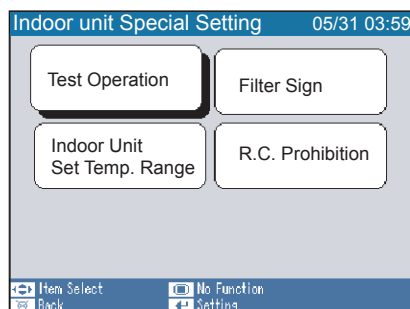 Indoor unit Special Setting 05/31 03:59
Test Operation
Filter Sign
Indoor Unit
Set Temp. Range
R.C. Prohibition
Item Select No Function
Back Setting